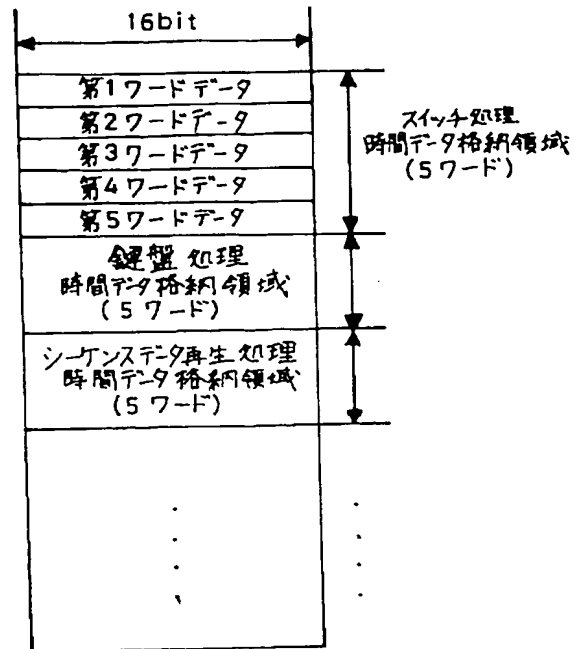 16bit
第1ワードデータ
第2ワードデータ
第3ワードデータ
第4ワードデータ
第5ワードデータ
スイッチ処理
時間データ格納領域
(5ワード)
鍵盤処理
時間データ格納領域
(5ワード)
シーケンスデータ再生処理
時間データ格納領域
(5ワード)